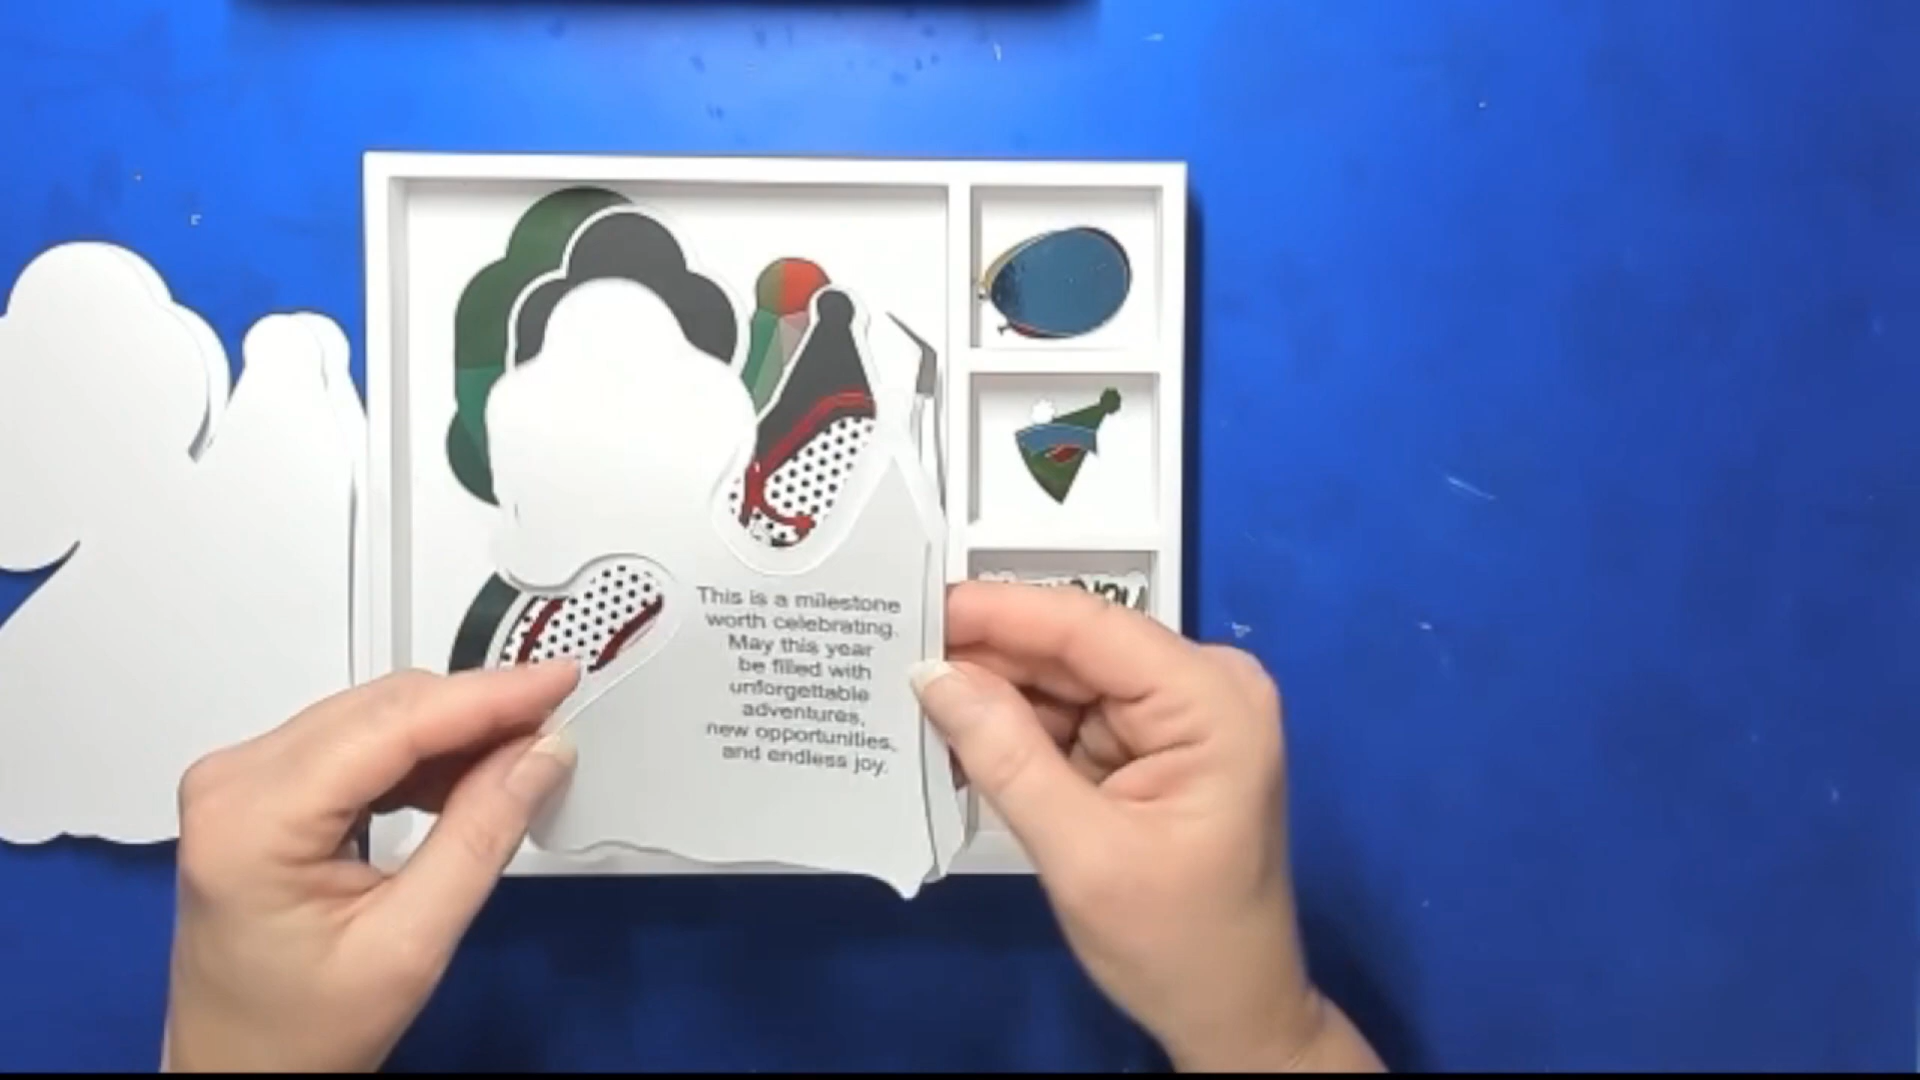 This is a milestone
worth celebrating.
May this year
be filled with
unforgettable
adventures,
new opportunities,
and endless joy.